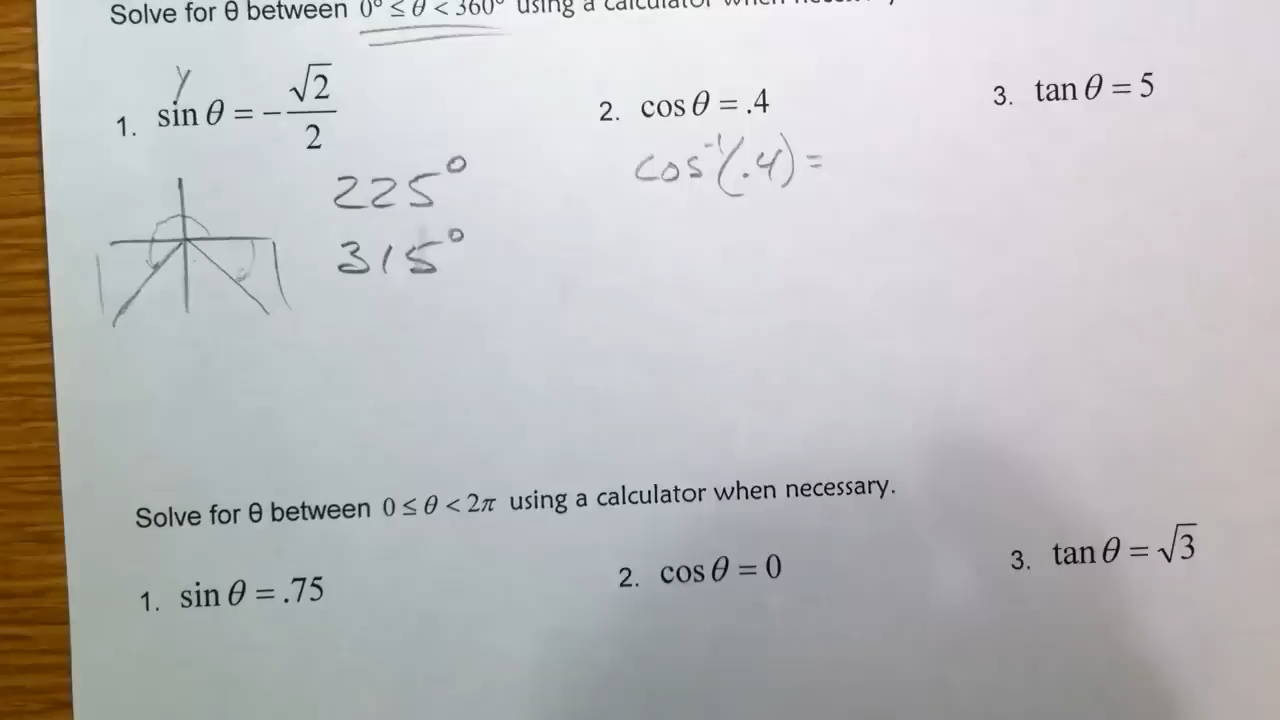 Solve for θ between 0° ≤ θ < 360° using a calculator when necessary
y
1. sin θ = -√2/2
225°
315°
2. cos θ = .4
cos⁻¹(.4) =
3. tan θ = 5
Solve for θ between 0 ≤ θ < 2π using a calculator when necessary.
1. sin θ = .75
2. cos θ = 0
3. tan θ = √3